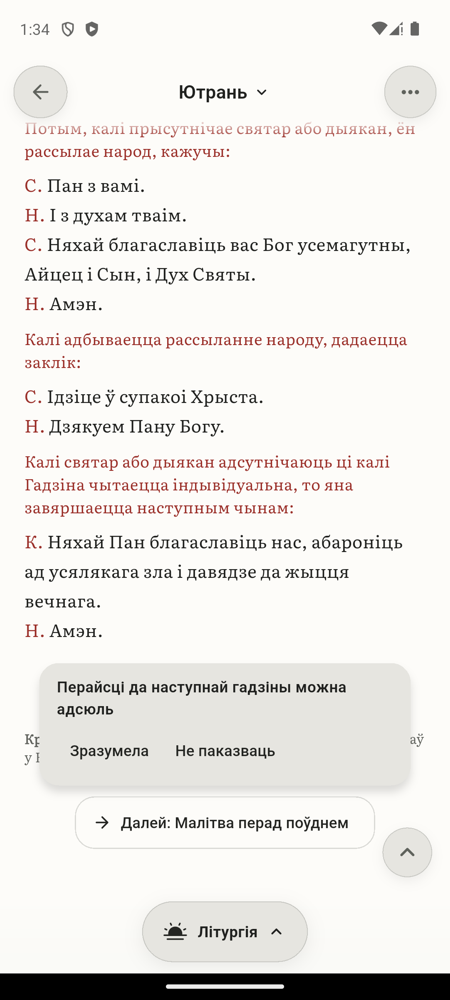 1:34
Ютрань
Потым, калі прысутнічае святар або дыякан, ён
рассылае народ, кажучы:
С. Пан з вамі.
Н. І з духам тваім.
С. Няхай благаславіць вас Бог усемагутны,
Айцец і Сын, і Дух Святы.
Н. Амэн.
Калі адбываецца рассыланне народу, дадаецца
заклік:
С. Ідзіце ў супакоі Хрыста.
Н. Дзякуем Пану Богу.
Калі святар або дыякан адсутнічаюць ці калі
Гадзіна чытаецца індывідуальна, то яна
завяршаецца наступным чынам:
К. Няхай Пан благаславіць нас, абароніць
ад усялякага зла і давядзе да жыцця
вечнага.
Н. Амэн.
Перайсці да наступнай гадзіны можна
адсюль
Зразумела Не паказваць
у
Далей: Малітва перад поўднем
Літургія